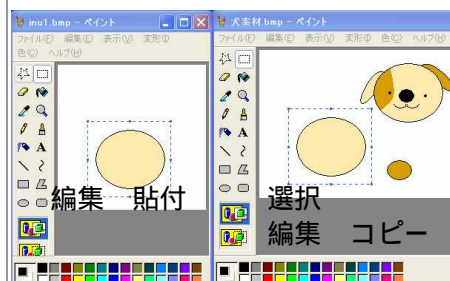 inu1.bmp - ペイント
ファイル(F) 編集(E) 表示(V) 変形(I)
色(C) ヘルプ(H)
A
編集 貼付
犬素材.bmp - ペイント
ファイル(F) 編集(E) 表示(V) 変形(I) 色(C) ヘルプ(H)
A
選択
編集 コピー